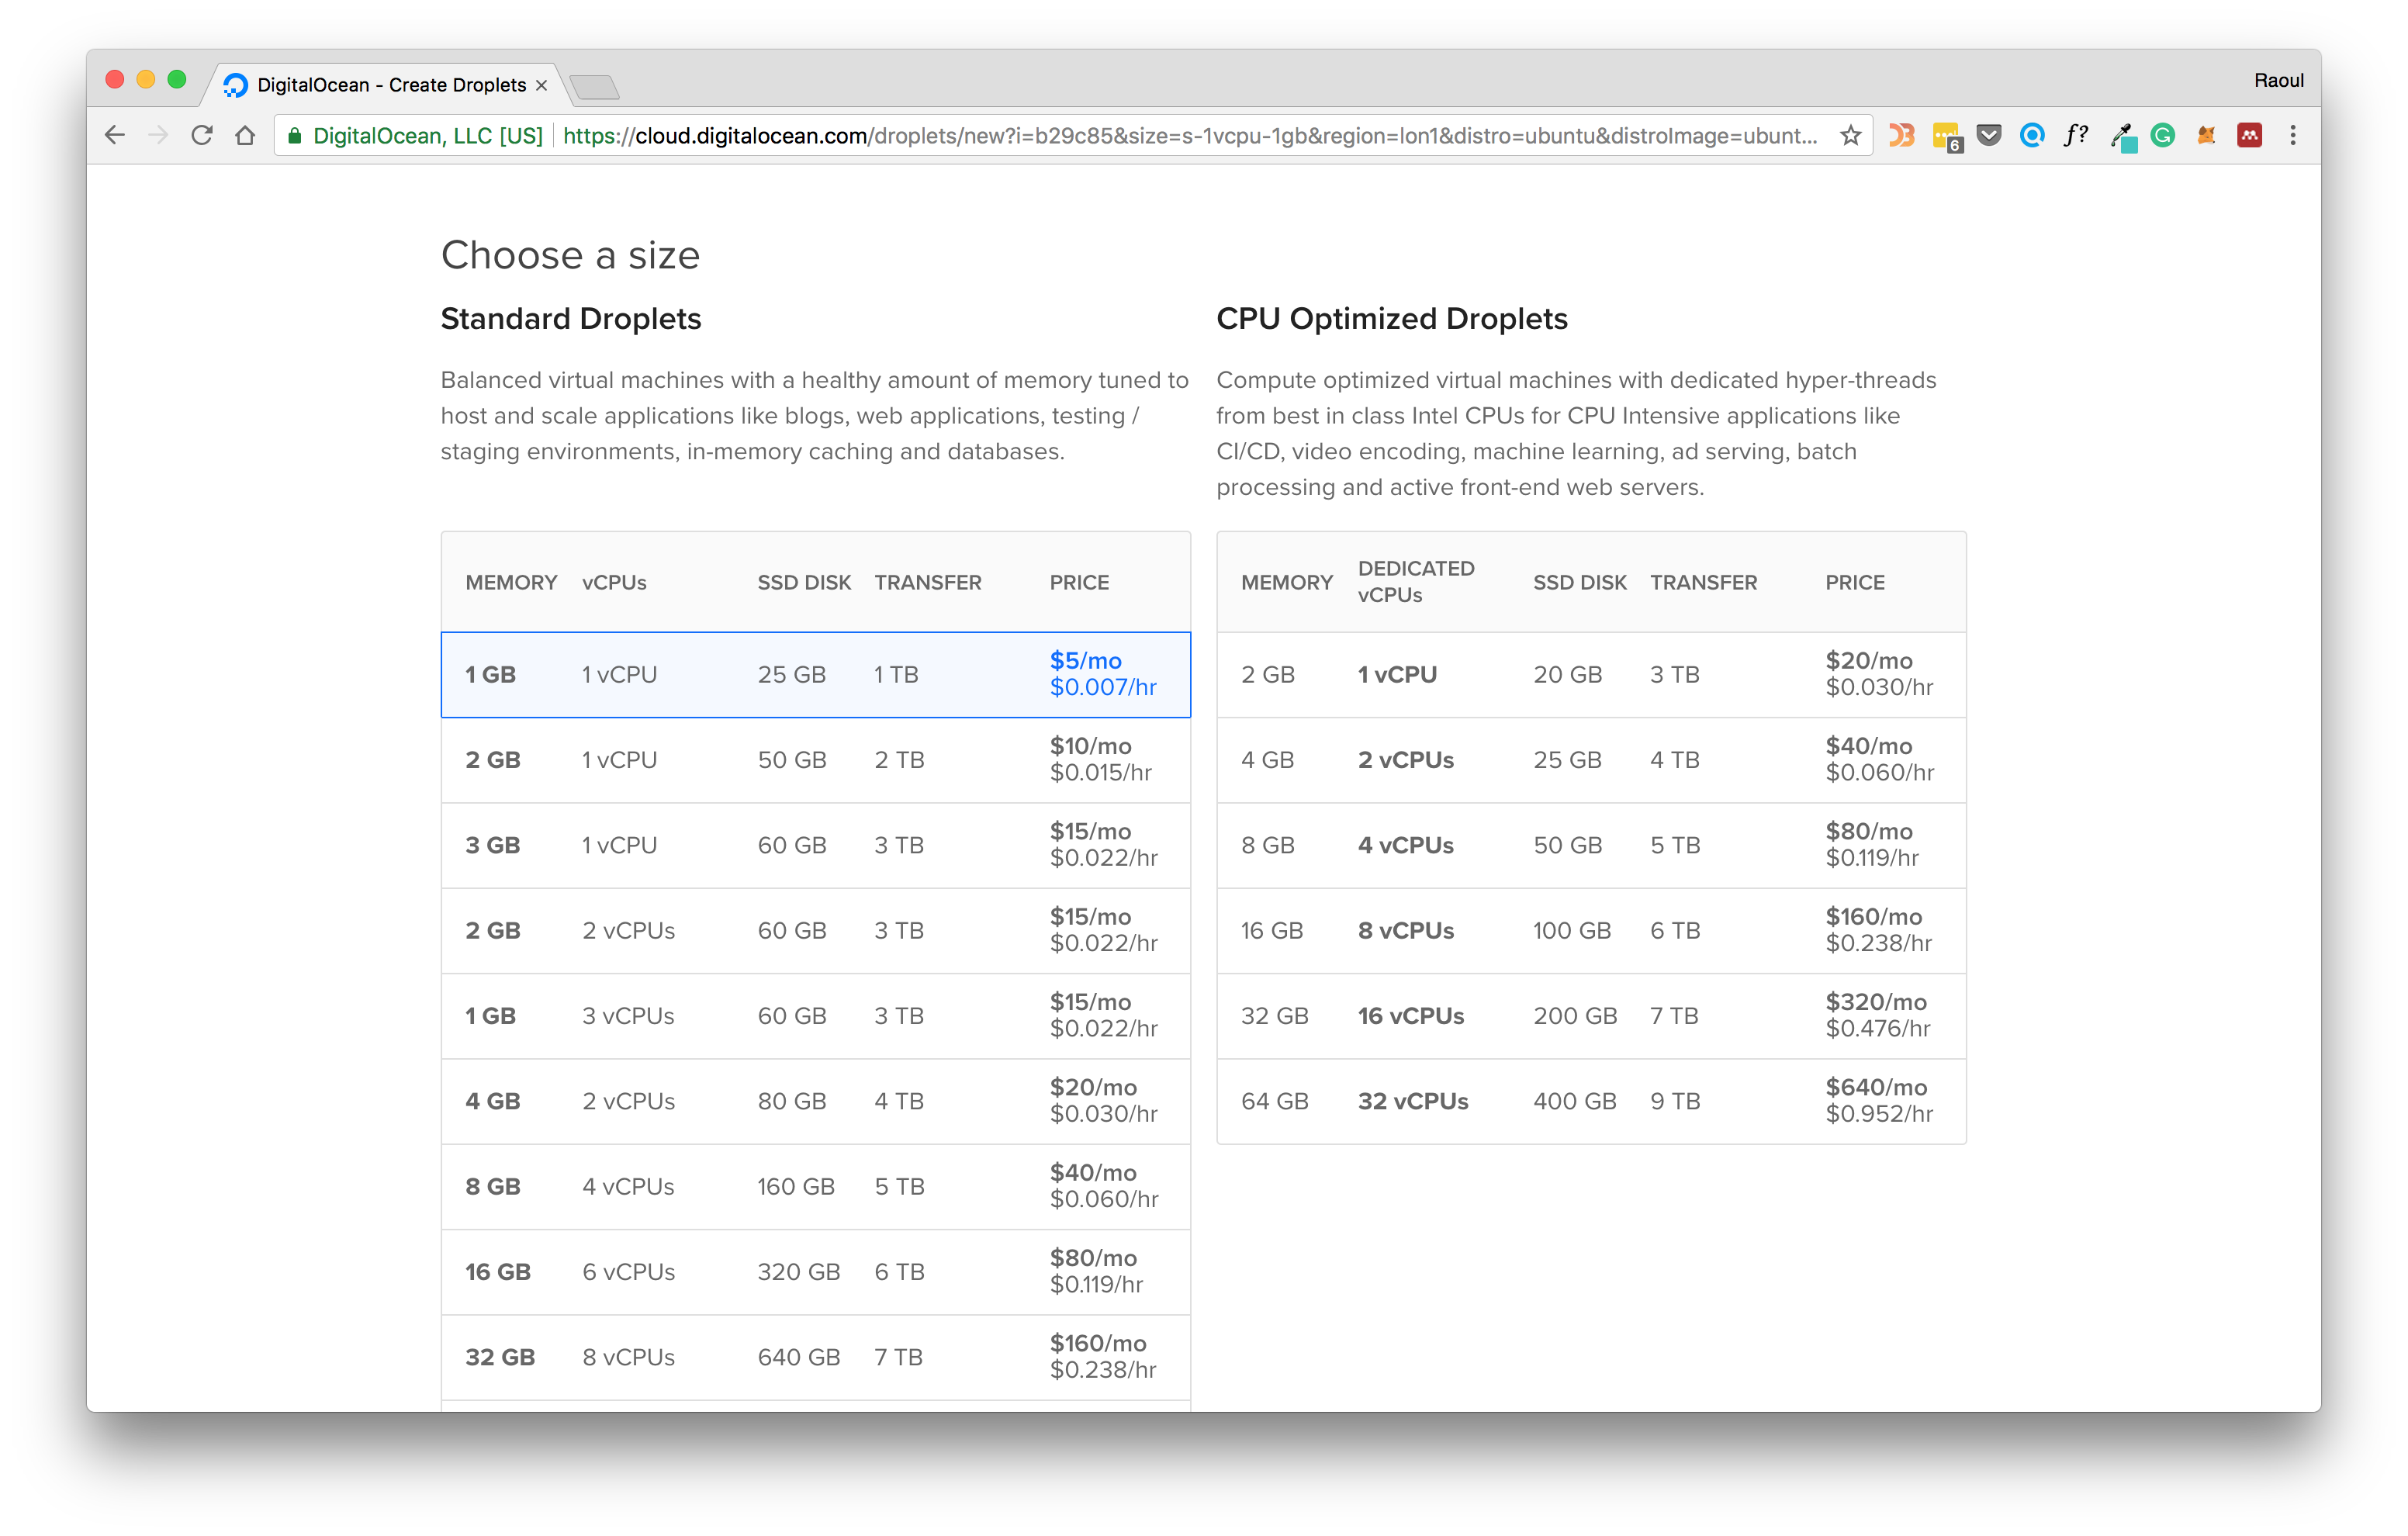 DigitalOcean - Create Droplets
Raoul
DigitalOcean, LLC [US] https://cloud.digitalocean.com/droplets/new?i=b29c85&size=s-1vcpu-1gb&region=lon1&distro=ubuntu&distroImage=ubunt...
6
f?
Choose a size
Standard Droplets
Balanced virtual machines with a healthy amount of memory tuned to
host and scale applications like blogs, web applications, testing /
staging environments, in-memory caching and databases.
MEMORY vCPUs SSD DISK TRANSFER PRICE
1 GB 1 vCPU 25 GB 1 TB $5/mo
$0.007/hr
2 GB 1 vCPU 50 GB 2 TB $10/mo
$0.015/hr
3 GB 1 vCPU 60 GB 3 TB $15/mo
$0.022/hr
2 GB 2 vCPUs 60 GB 3 TB $15/mo
$0.022/hr
1 GB 3 vCPUs 60 GB 3 TB $15/mo
$0.022/hr
4 GB 2 vCPUs 80 GB 4 TB $20/mo
$0.030/hr
8 GB 4 vCPUs 160 GB 5 TB $40/mo
$0.060/hr
16 GB 6 vCPUs 320 GB 6 TB $80/mo
$0.119/hr
32 GB 8 vCPUs 640 GB 7 TB $160/mo
$0.238/hr
CPU Optimized Droplets
Compute optimized virtual machines with dedicated hyper-threads
from best in class Intel CPUs for CPU Intensive applications like
CI/CD, video encoding, machine learning, ad serving, batch
processing and active front-end web servers.
MEMORY DEDICATED vCPUs SSD DISK TRANSFER PRICE
2 GB 1 vCPU 20 GB 3 TB $20/mo
$0.030/hr
4 GB 2 vCPUs 25 GB 4 TB $40/mo
$0.060/hr
8 GB 4 vCPUs 50 GB 5 TB $80/mo
$0.119/hr
16 GB 8 vCPUs 100 GB 6 TB $160/mo
$0.238/hr
32 GB 16 vCPUs 200 GB 7 TB $320/mo
$0.476/hr
64 GB 32 vCPUs 400 GB 9 TB $640/mo
$0.952/hr